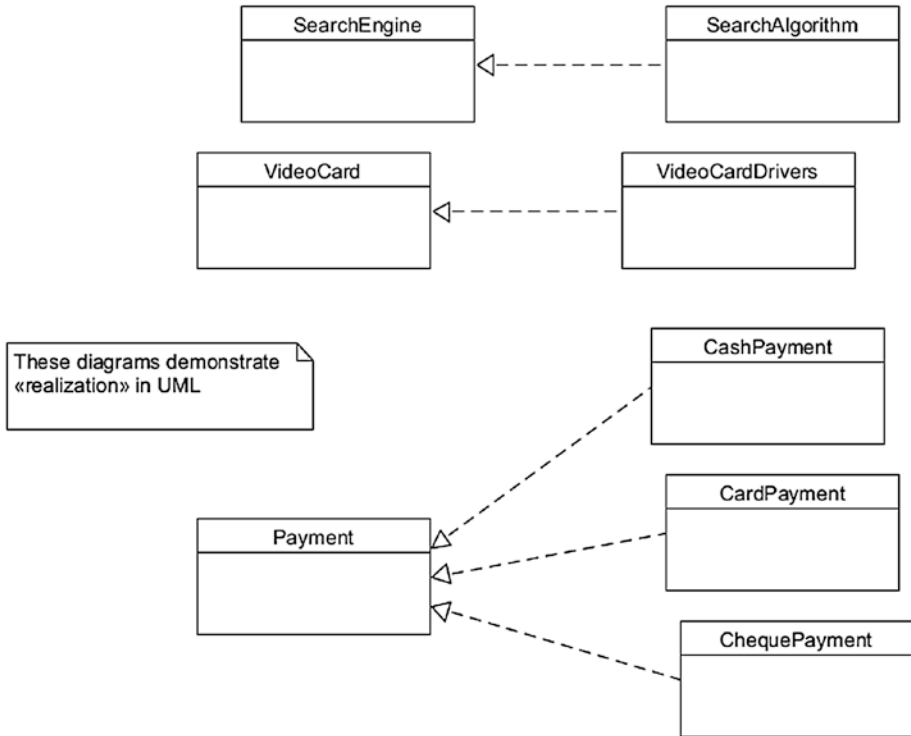 SearchEngine
SearchAlgorithm
VideoCard
VideoCardDrivers
These diagrams demonstrate
«realization» in UML
CashPayment
CardPayment
Payment
ChequePayment